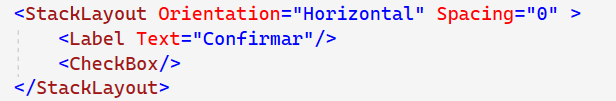 <StackLayout Orientation="Horizontal" Spacing="0" >
<Label Text="Confirmar"/>
<CheckBox/>
</StackLayout>